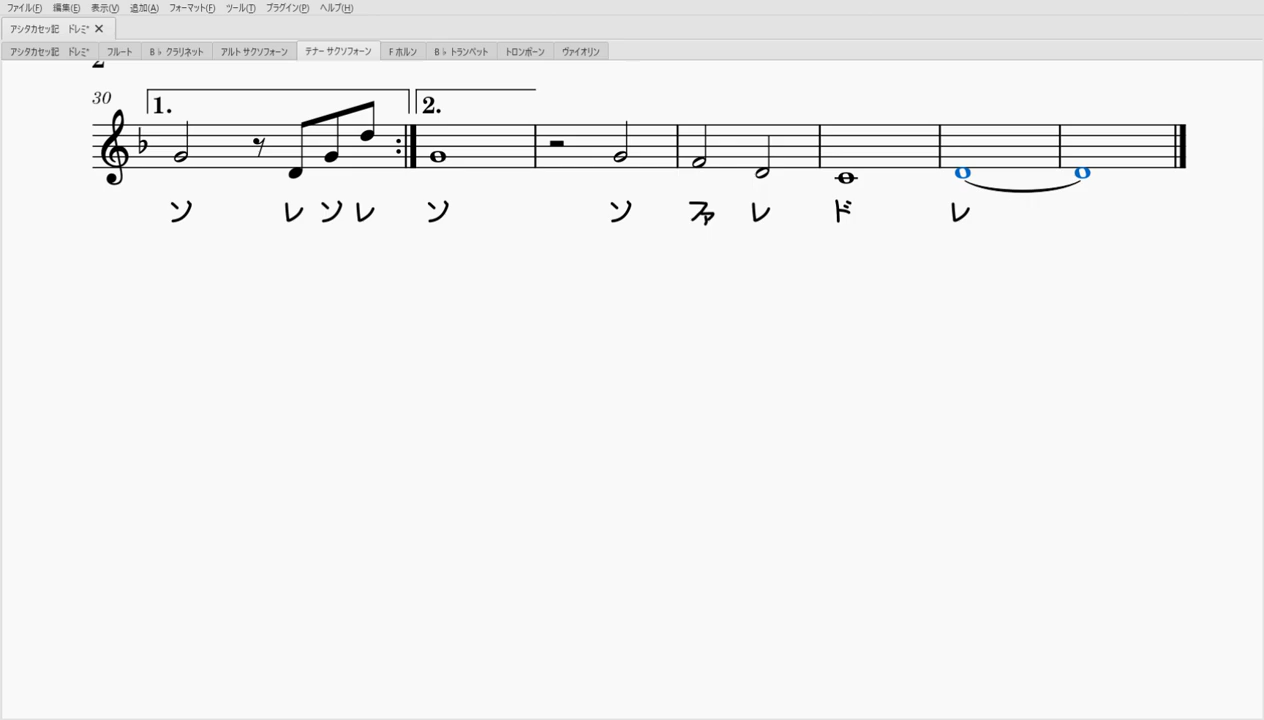 ファイル(F) 編集(E) 表示(V) 追加(A) フォーマット(F) ツール(T) プラグイン(P) ヘルプ(H)
アシタカセッ記 ドレミ* ✕
アシタカセッ記 ドレミ* フルート B♭ クラリネット アルト サクソフォーン テナー サクソフォーン F ホルン B♭ トランペット トロンボーン ヴァイオリン
2
30 1. 2.
ソ レ ソ レ ソ ソ ファ レ ド レ